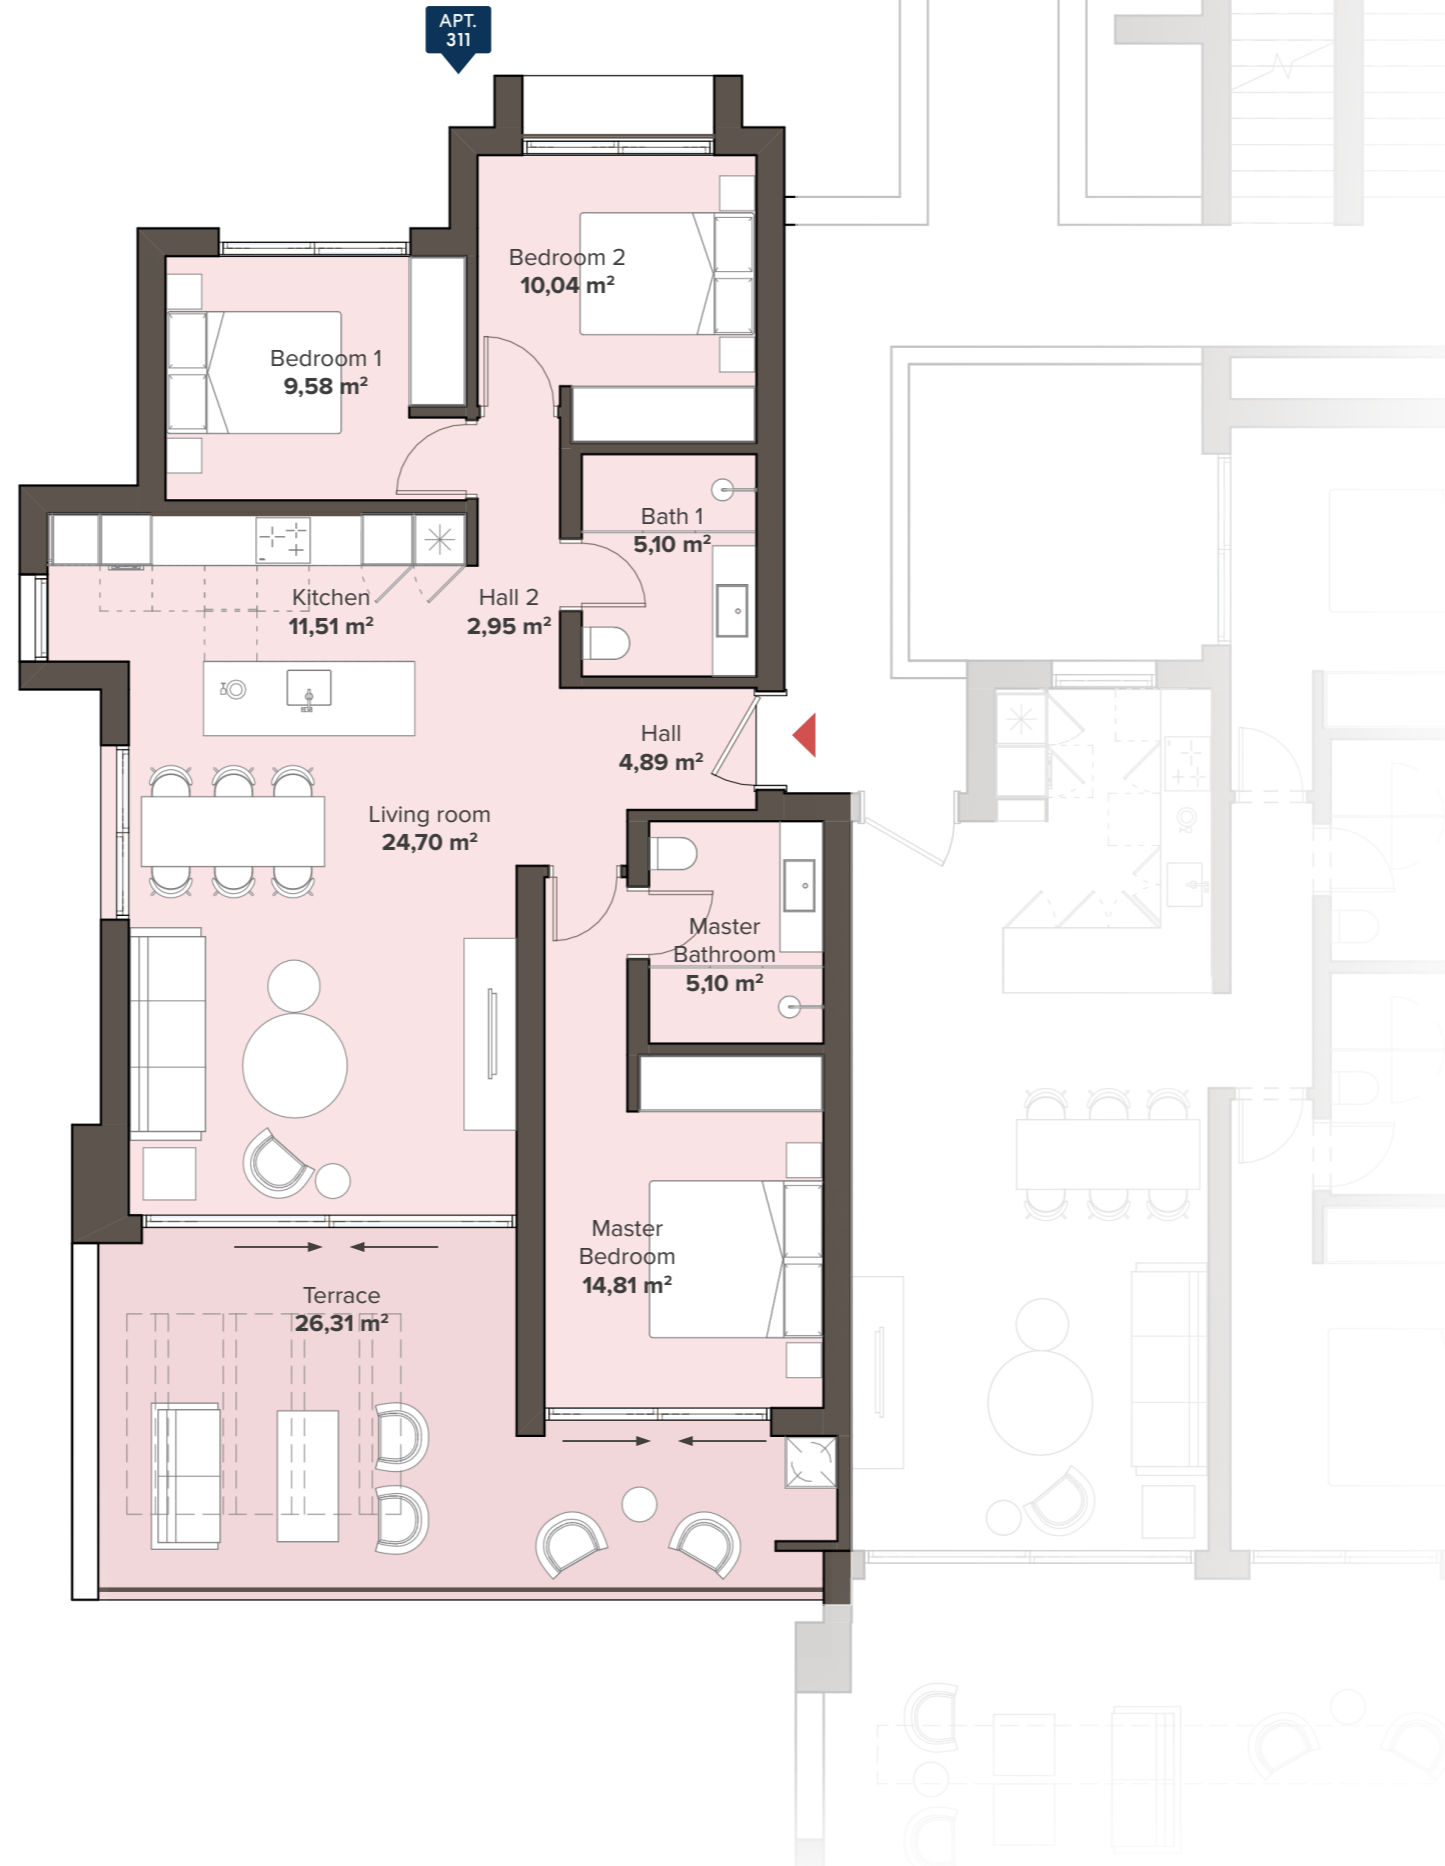 APT.
311
Bedroom 2
10,04 m²
Bedroom 1
9,58 m²
Bath 1
5,10 m²
Kitchen
11,51 m²
Hall 2
2,95 m²
Hall
4,89 m²
Living room
24,70 m²
Master
Bathroom
5,10 m²
Master
Bedroom
14,81 m²
Terrace
26,31 m²